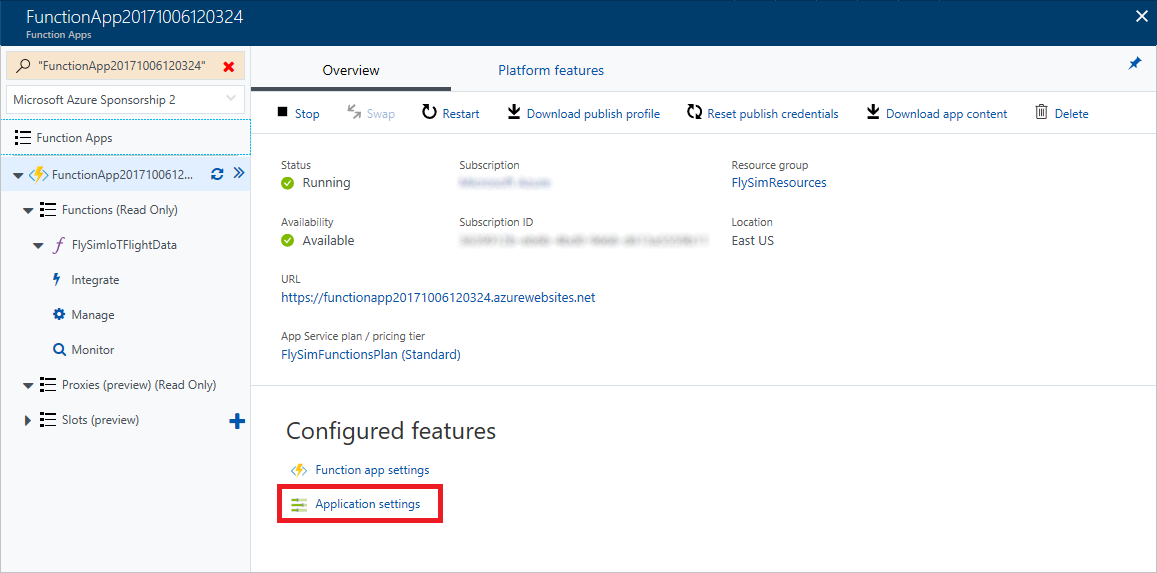 FunctionApp20171006120324
Function Apps
"FunctionApp20171006120324"
Microsoft Azure Sponsorship 2
Function Apps
FunctionApp2017100612...
Functions (Read Only)
FlySimIoTFlightData
Integrate
Manage
Monitor
Proxies (preview) (Read Only)
Slots (preview)
Overview Platform features
Stop Swap Restart Download publish profile Reset publish credentials Download app content Delete
Status Subscription Resource group
Running FlySimResources
Availability Subscription ID Location
Available East US
URL
https://functionapp20171006120324.azurewebsites.net
App Service plan / pricing tier
FlySimFunctionsPlan (Standard)
Configured features
Function app settings
Application settings